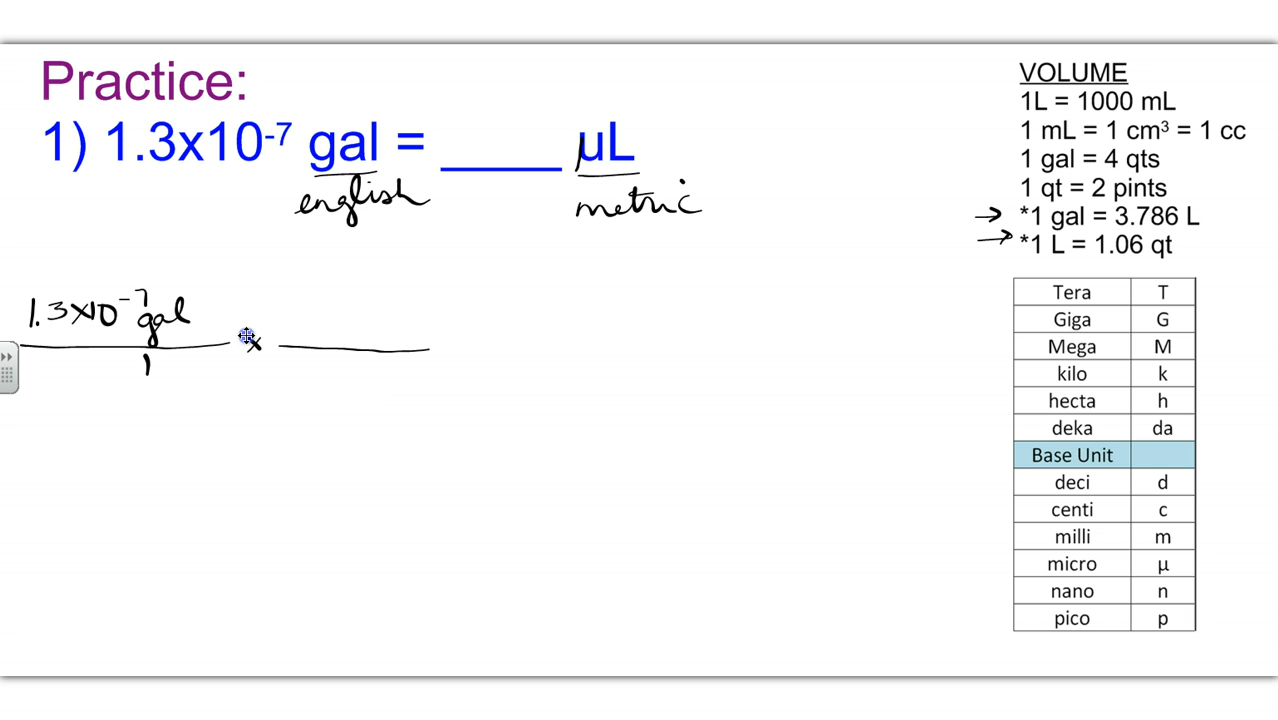 Practice:
1) 1.3x10⁻⁷ gal = _____ µL
english metric
1.3x10⁻⁷ gal
x
1
VOLUME
1L = 1000 mL
1 mL = 1 cm³ = 1 cc
1 gal = 4 qts
1 qt = 2 pints
→ *1 gal = 3.786 L
→ *1 L = 1.06 qt
Tera T
Giga G
Mega M
kilo k
hecta h
deka da
Base Unit
deci d
centi c
milli m
micro µ
nano n
pico p